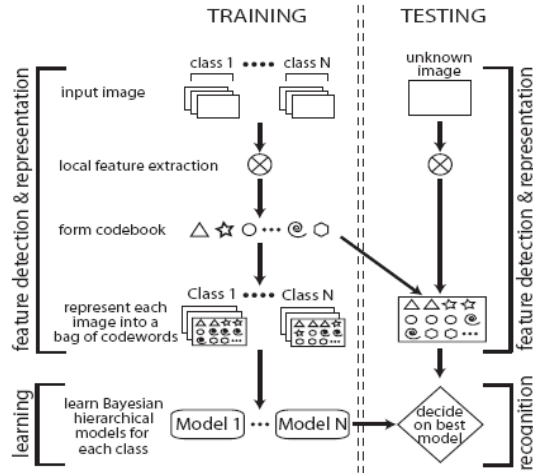 TRAINING
TESTING
feature detection & representation
input image
class 1 •••• class N
unknown
image
local feature extraction
form codebook
represent each
image into a
bag of codewords
Class 1 ••••• Class N
feature detection & representation
learning
learn Bayesian
hierarchical
models for
each class
Model 1 ••• Model N
decide
on best
model
recognition